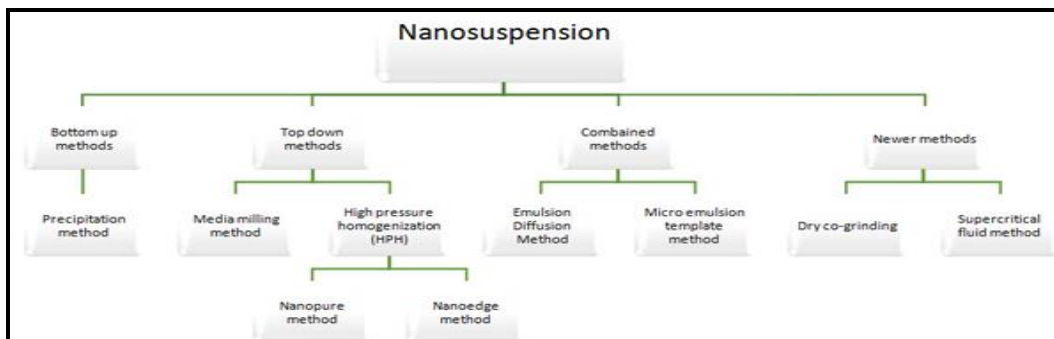 Nanosuspension
Bottom up
methods
Top down
methods
Combained
methods
Newer methods
Precipitation
method
Media milling
method
High pressure
homogenization
(HPH)
Emulsion
Diffusion
Method
Micro emulsion
template
method
Dry co-grinding
Supercritical
fluid method
Nanopure
method
Nanoedge
method